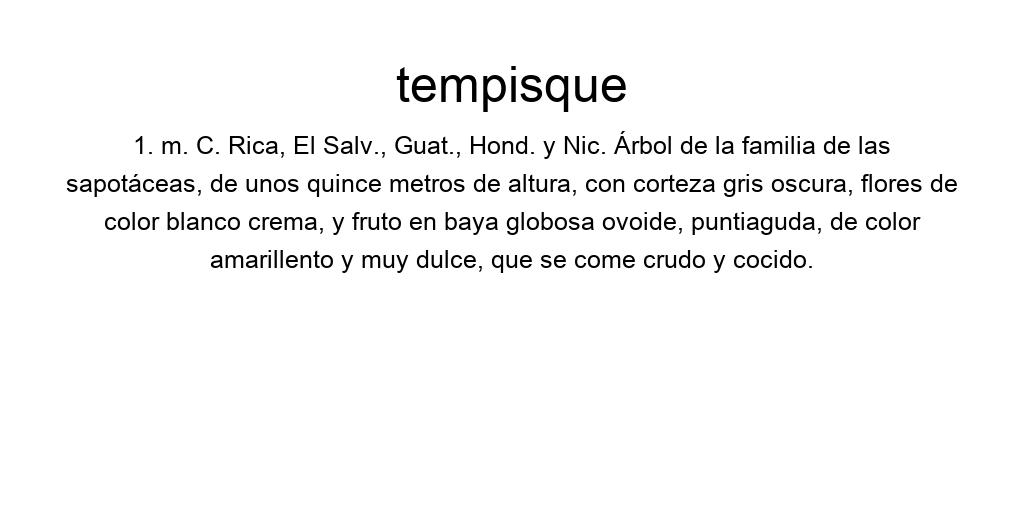 tempisque
1. m. C. Rica, El Salv., Guat., Hond. y Nic. Árbol de la familia de las
sapotáceas, de unos quince metros de altura, con corteza gris oscura, flores de
color blanco crema, y fruto en baya globosa ovoide, puntiaguda, de color
amarillento y muy dulce, que se come crudo y cocido.